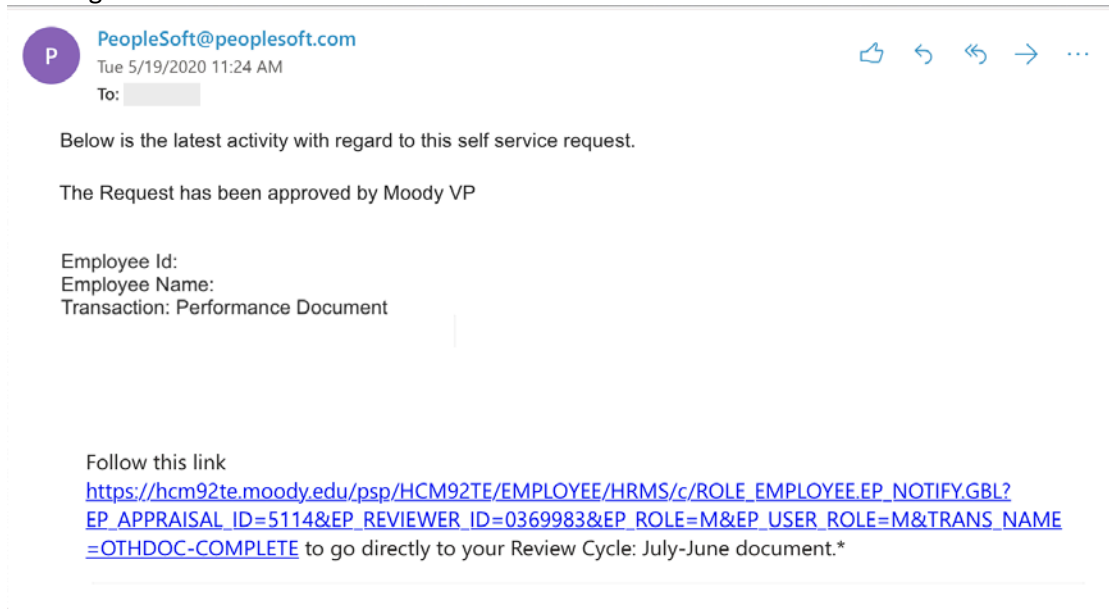 P
PeopleSoft@peoplesoft.com
Tue 5/19/2020 11:24 AM
To:
Below is the latest activity with regard to this self service request.
The Request has been approved by Moody VP
Employee Id:
Employee Name:
Transaction: Performance Document
Follow this link
https://hcm92te.moody.edu/psp/HCM92TE/EMPLOYEE/HRMS/c/ROLE_EMPLOYEE.EP_NOTIFY.GBL?
EP_APPRAISAL_ID=5114&EP_REVIEWER_ID=0369983&EP_ROLE=M&EP_USER_ROLE=M&TRANS_NAME
=OTHDOC-COMPLETE to go directly to your Review Cycle: July-June document.*